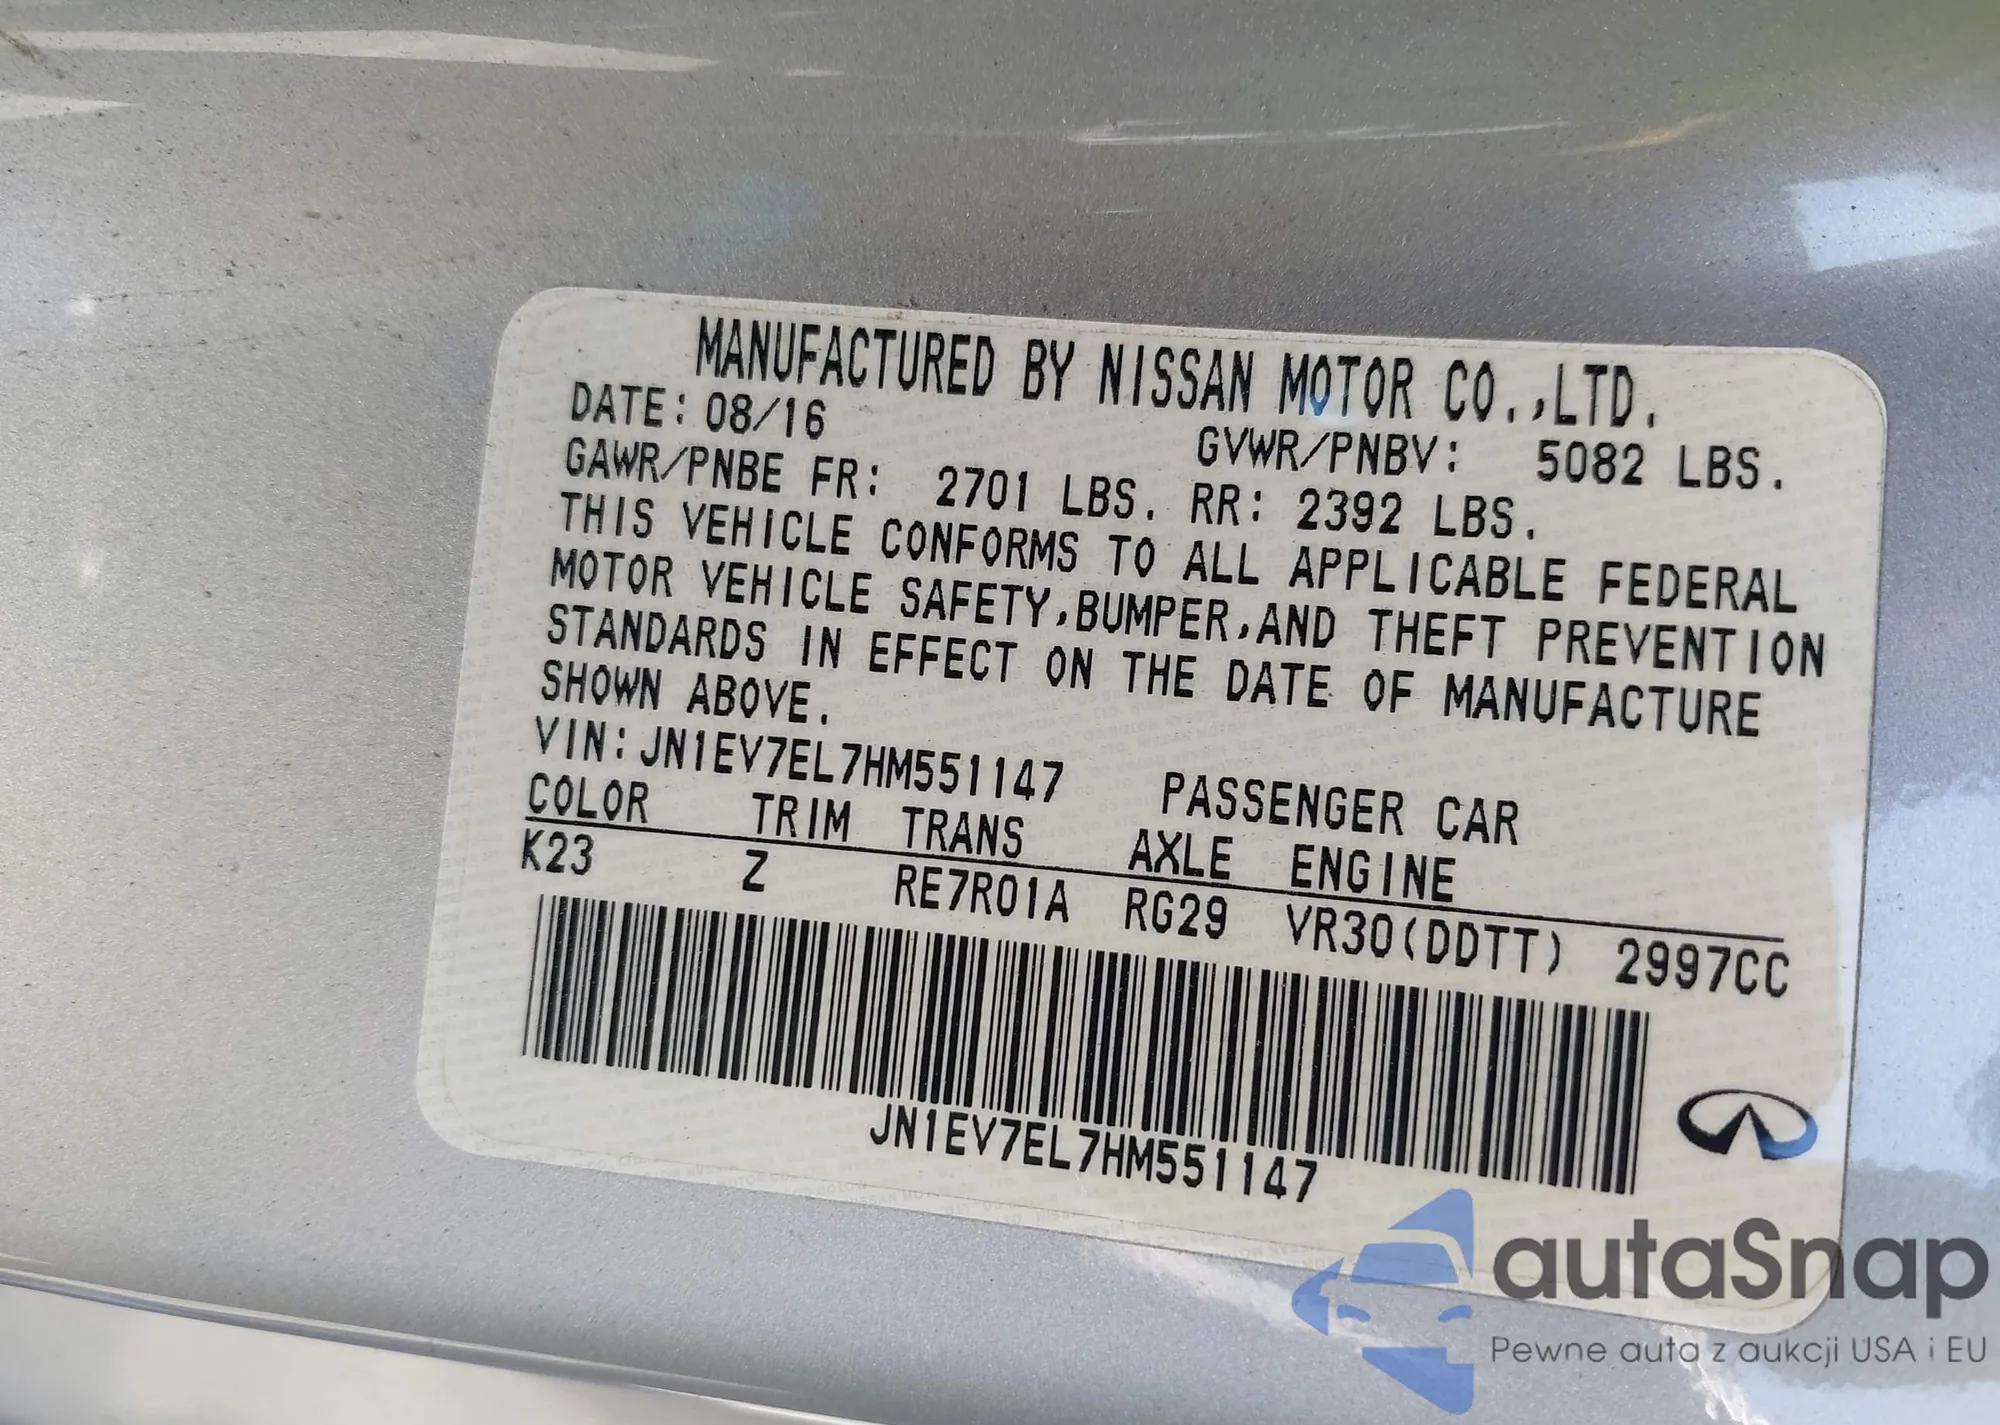 MANUFACTURED BY NISSAN MOTOR CO.,LTD.
DATE: 08/16
GVWR/PNBV: 5082 LBS.
GAWR/PNBE FR: 2701 LBS. RR: 2392 LBS.
THIS VEHICLE CONFORMS TO ALL APPLICABLE FEDERAL
MOTOR VEHICLE SAFETY,BUMPER,AND THEFT PREVENTION
STANDARDS IN EFFECT ON THE DATE OF MANUFACTURE
SHOWN ABOVE.
VIN:JN1EV7EL7HM551147 PASSENGER CAR
COLOR TRIM TRANS AXLE ENGINE
K23 Z RE7R01A RG29 VR30(DDTT) 2997CC
JN1EV7EL7HM551147
autaSnap
Pewne auta z aukcji USA i EU